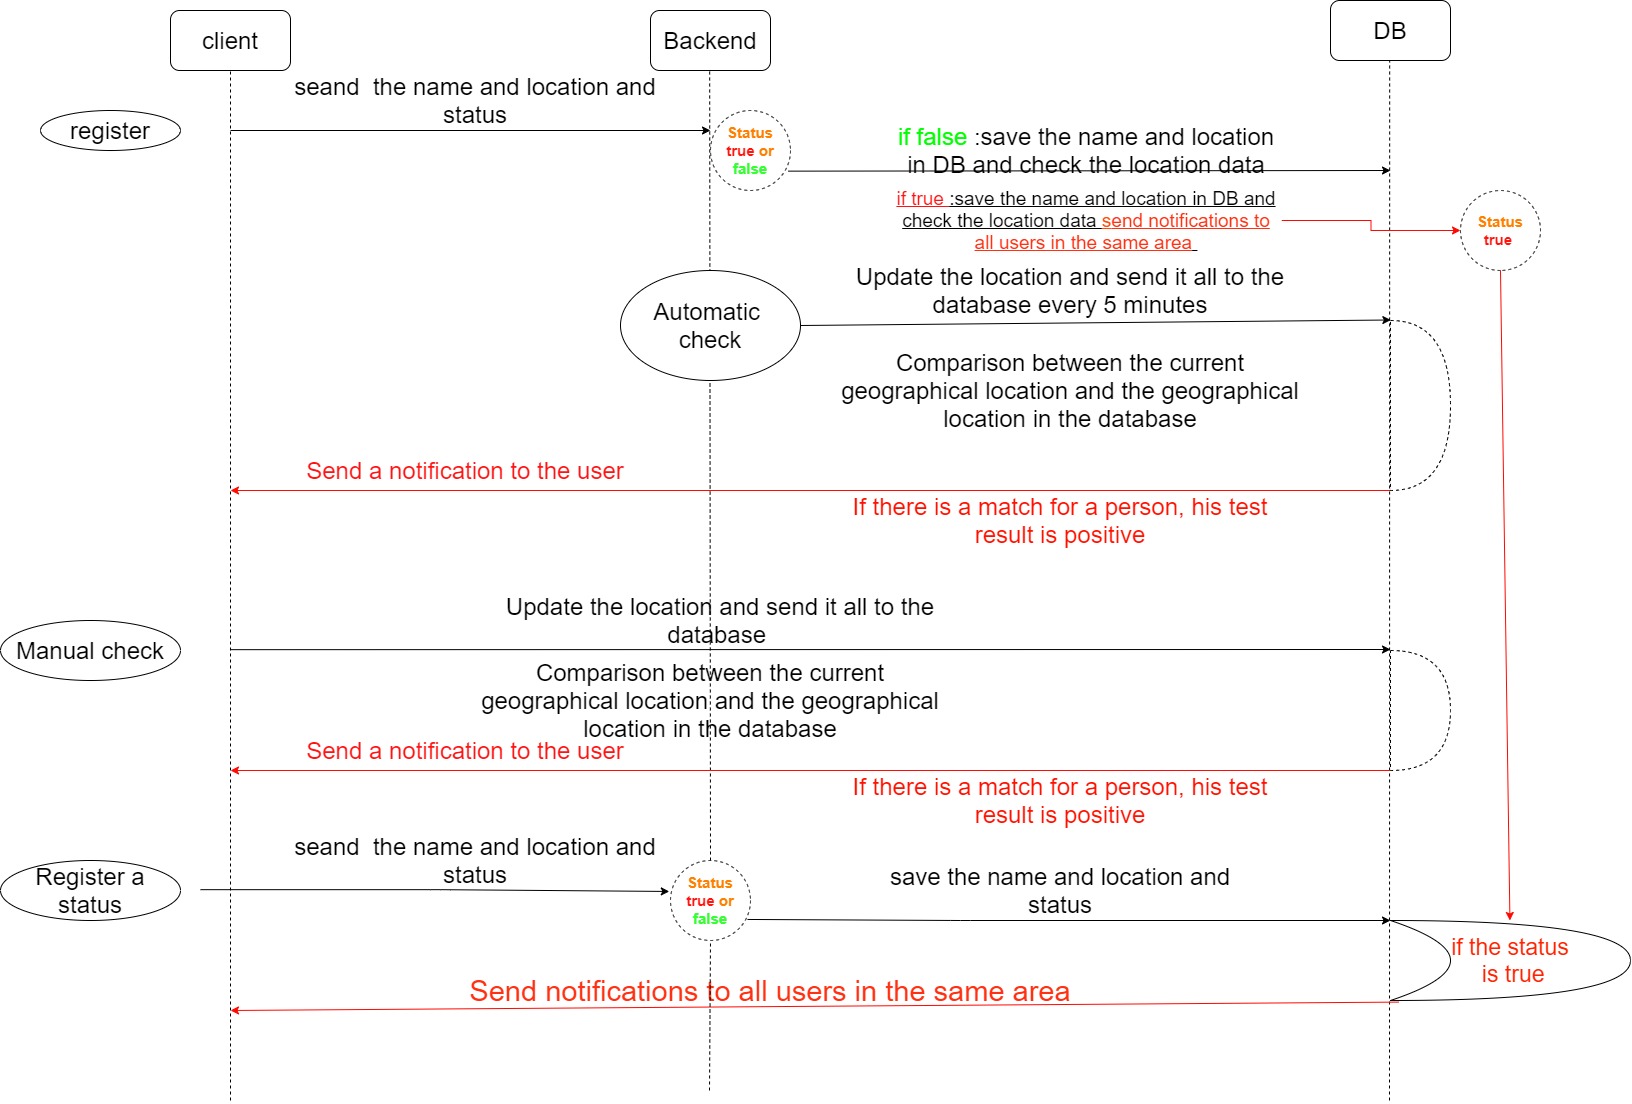 client
Backend
DB
seand  the name and location and
status
register
Status
true or
false
if false :save the name and location
in DB and check the location data
if true :save the name and location in DB and
check the location data send notifications to
all users in the same area
Status
true
Automatic
check
Update the location and send it all to the
database every 5 minutes
Comparison between the current
geographical location and the geographical
location in the database
Send a notification to the user
If there is a match for a person, his test
result is positive
Manual check
Update the location and send it all to the
database
Comparison between the current
geographical location and the geographical
location in the database
Send a notification to the user
If there is a match for a person, his test
result is positive
Register a
status
seand  the name and location and
status
Status
true or
false
save the name and location and
status
if the status
is true
Send notifications to all users in the same area